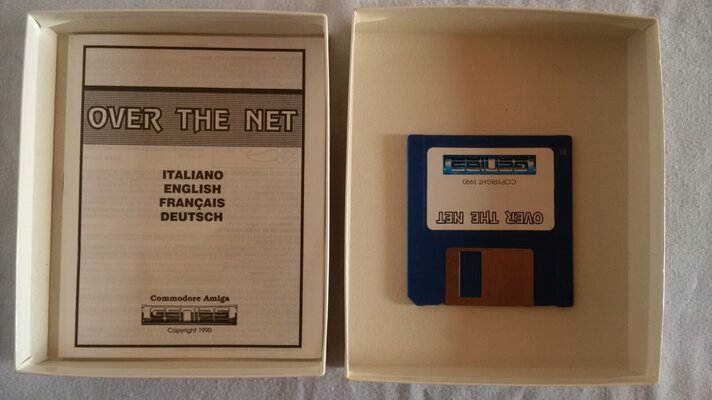 OVER THE NET
ITALIANO
ENGLISH
FRANÇAIS
DEUTSCH
Commodore Amiga
GENIAS
Copyright 1990
OVER THE NET
COPYRIGHT 1990
GENIAS